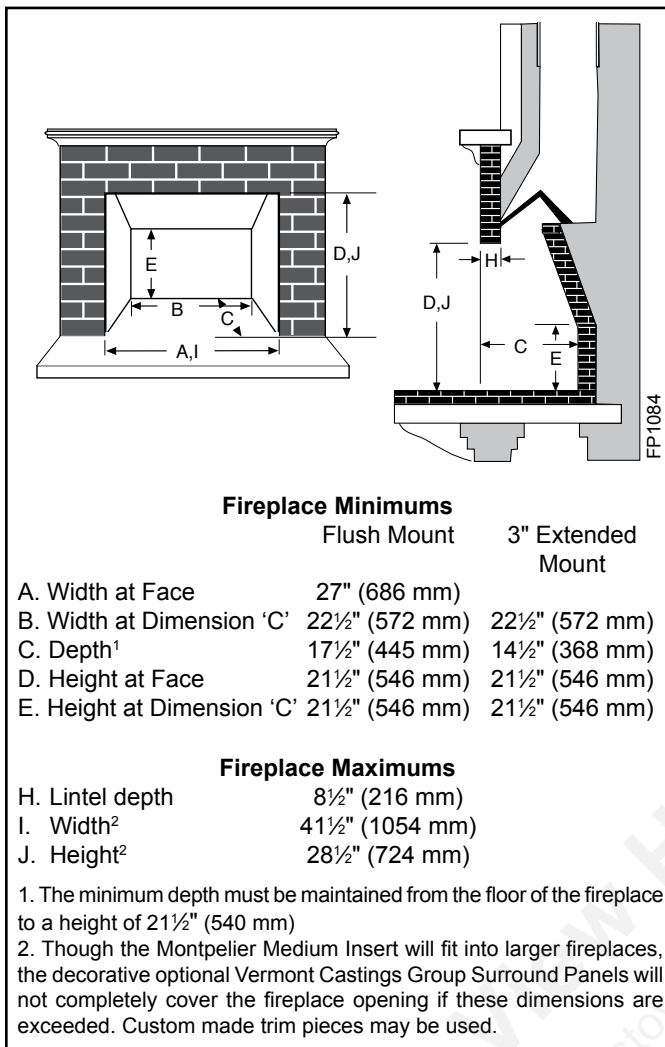 E
B
C
D,J
A,I
H
D,J
C
E
FP1084
Fireplace Minimums
Flush Mount 3" Extended
Mount
A. Width at Face 27" (686 mm)
B. Width at Dimension ‘C’ 22½" (572 mm) 22½" (572 mm)
C. Depth¹ 17½" (445 mm) 14½" (368 mm)
D. Height at Face 21½" (546 mm) 21½" (546 mm)
E. Height at Dimension ‘C’ 21½" (546 mm) 21½" (546 mm)
Fireplace Maximums
H. Lintel depth 8½" (216 mm)
I. Width² 41½" (1054 mm)
J. Height² 28½" (724 mm)
1. The minimum depth must be maintained from the floor of the fireplace
to a height of 21½" (540 mm)
2. Though the Montpelier Medium Insert will fit into larger fireplaces,
the decorative optional Vermont Castings Group Surround Panels will
not completely cover the fireplace opening if these dimensions are
exceeded. Custom made trim pieces may be used.
View